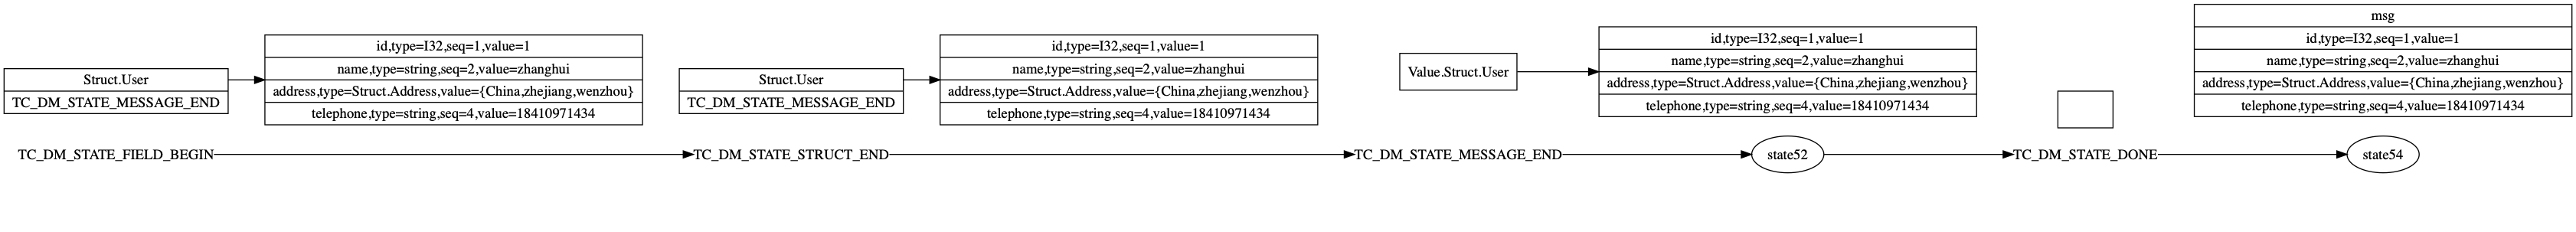 Struct.User
TC_DM_STATE_MESSAGE_END
id,type=I32,seq=1,value=1
name,type=string,seq=2,value=zhanghui
address,type=Struct.Address,value={China,zhejiang,wenzhou}
telephone,type=string,seq=4,value=18410971434
Struct.User
TC_DM_STATE_MESSAGE_END
id,type=I32,seq=1,value=1
name,type=string,seq=2,value=zhanghui
address,type=Struct.Address,value={China,zhejiang,wenzhou}
telephone,type=string,seq=4,value=18410971434
Value.Struct.User
id,type=I32,seq=1,value=1
name,type=string,seq=2,value=zhanghui
address,type=Struct.Address,value={China,zhejiang,wenzhou}
telephone,type=string,seq=4,value=18410971434
msg
id,type=I32,seq=1,value=1
name,type=string,seq=2,value=zhanghui
address,type=Struct.Address,value={China,zhejiang,wenzhou}
telephone,type=string,seq=4,value=18410971434
TC_DM_STATE_FIELD_BEGIN
TC_DM_STATE_STRUCT_END
TC_DM_STATE_MESSAGE_END
state52
TC_DM_STATE_DONE
state54